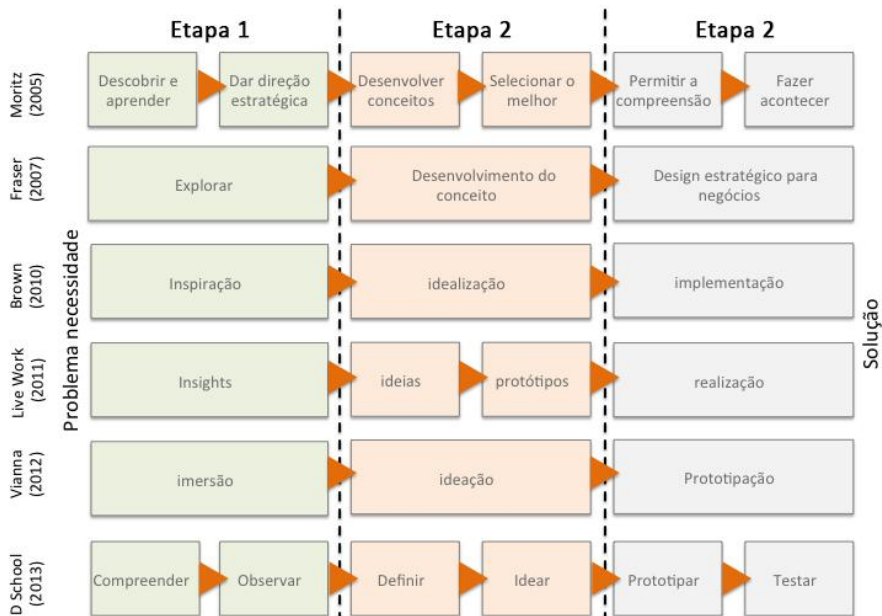 Etapa 1
Etapa 2
Etapa 2
Moritz
(2005)
Descobrir e
aprender
Dar direção
estratégica
Desenvolver
conceitos
Selecionar o
melhor
Permitir a
compreensão
Fazer
acontecer
Fraser
(2007)
Explorar
Desenvolvimento do
conceito
Design estratégico para
negócios
Problema necessidade
Brown
(2010)
Inspiração
idealização
implementação
Solução
Live Work
(2011)
Insights
ideias
protótipos
realização
Vianna
(2012)
imersão
ideação
Prototipação
D School
(2013)
Compreender
Observar
Definir
Idear
Prototipar
Testar